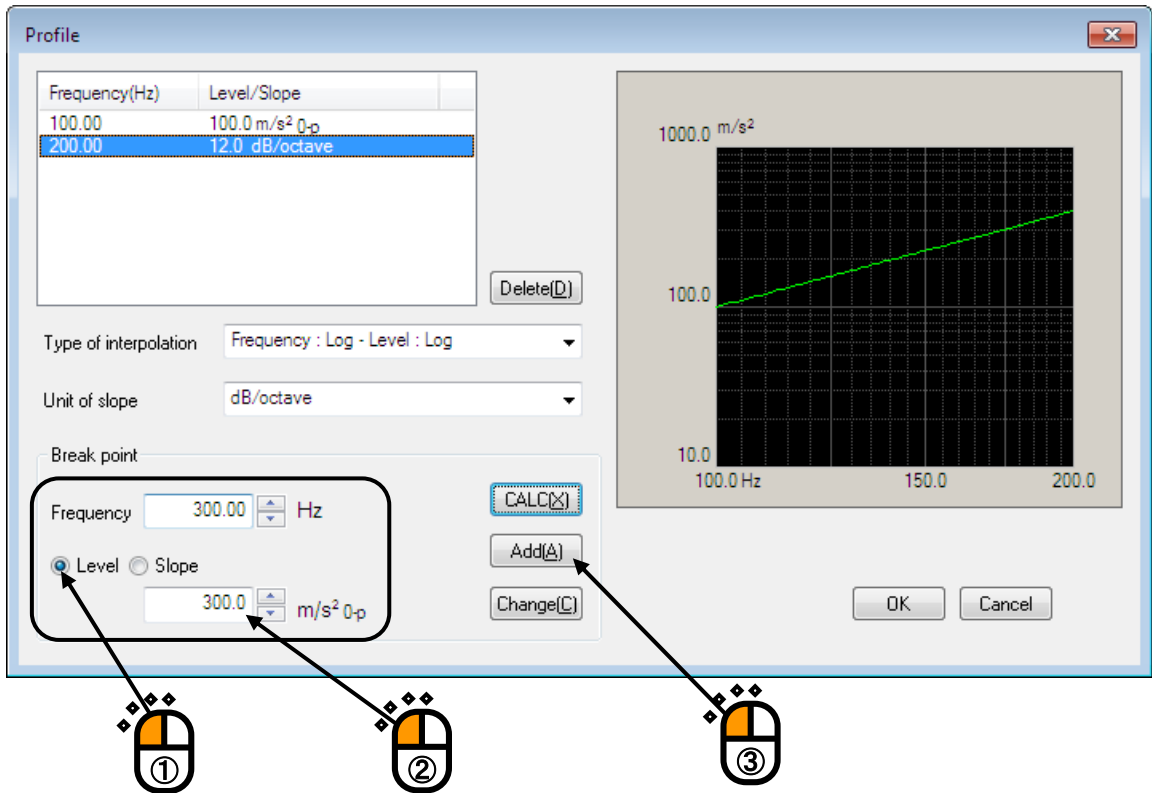 Profile
Frequency(Hz) Level/Slope
100.00 100.0 m/s² 0-p
200.00 12.0 dB/octave
Delete(D)
Type of interpolation Frequency : Log - Level : Log
Unit of slope dB/octave
Break point
Frequency 300.00 Hz
Level Slope
300.0 m/s² 0-p
CALC(X)
Add(A)
Change(C)
1000.0 m/s²
100.0
10.0
100.0 Hz 150.0 200.0
OK Cancel
① ② ③